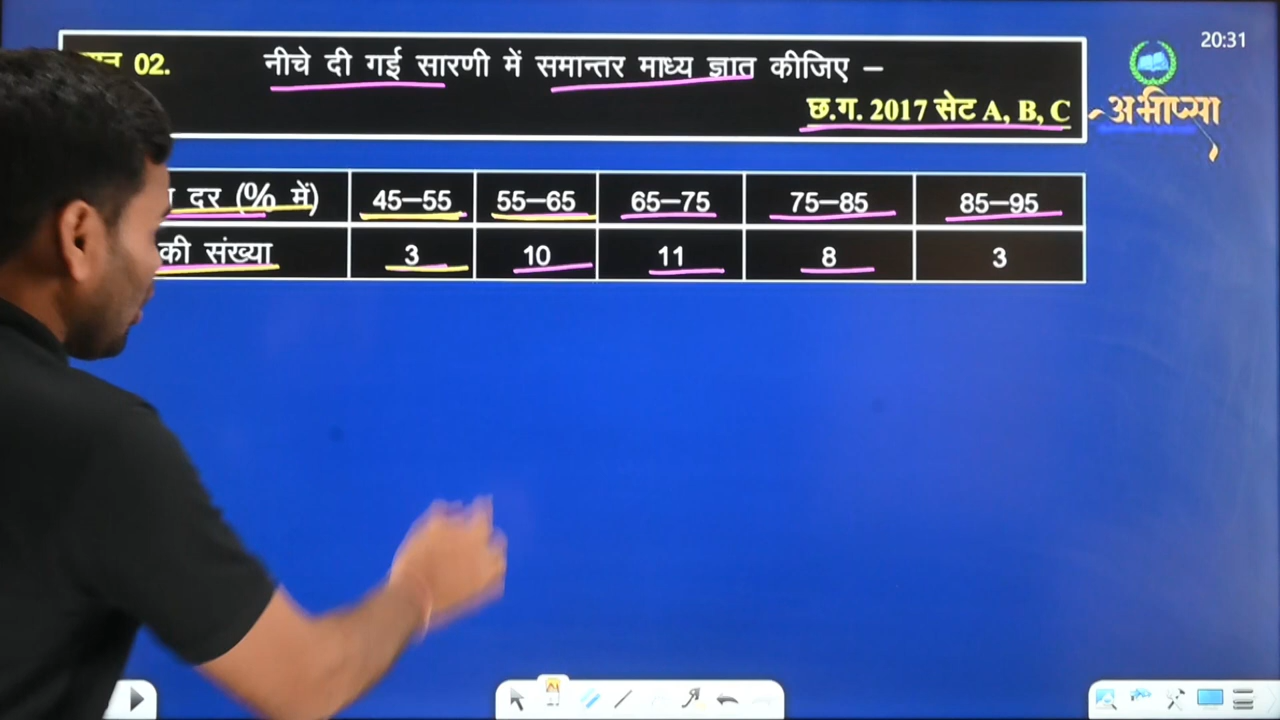 20:31
02.
नीचे दी गई सारणी में समान्तर माध्य ज्ञात कीजिए –
छ.ग. 2017 सेट A, B, C
अभीप्सा
दर (% में) 45–55 55–65 65–75 75–85 85–95
की संख्या 3 10 11 8 3